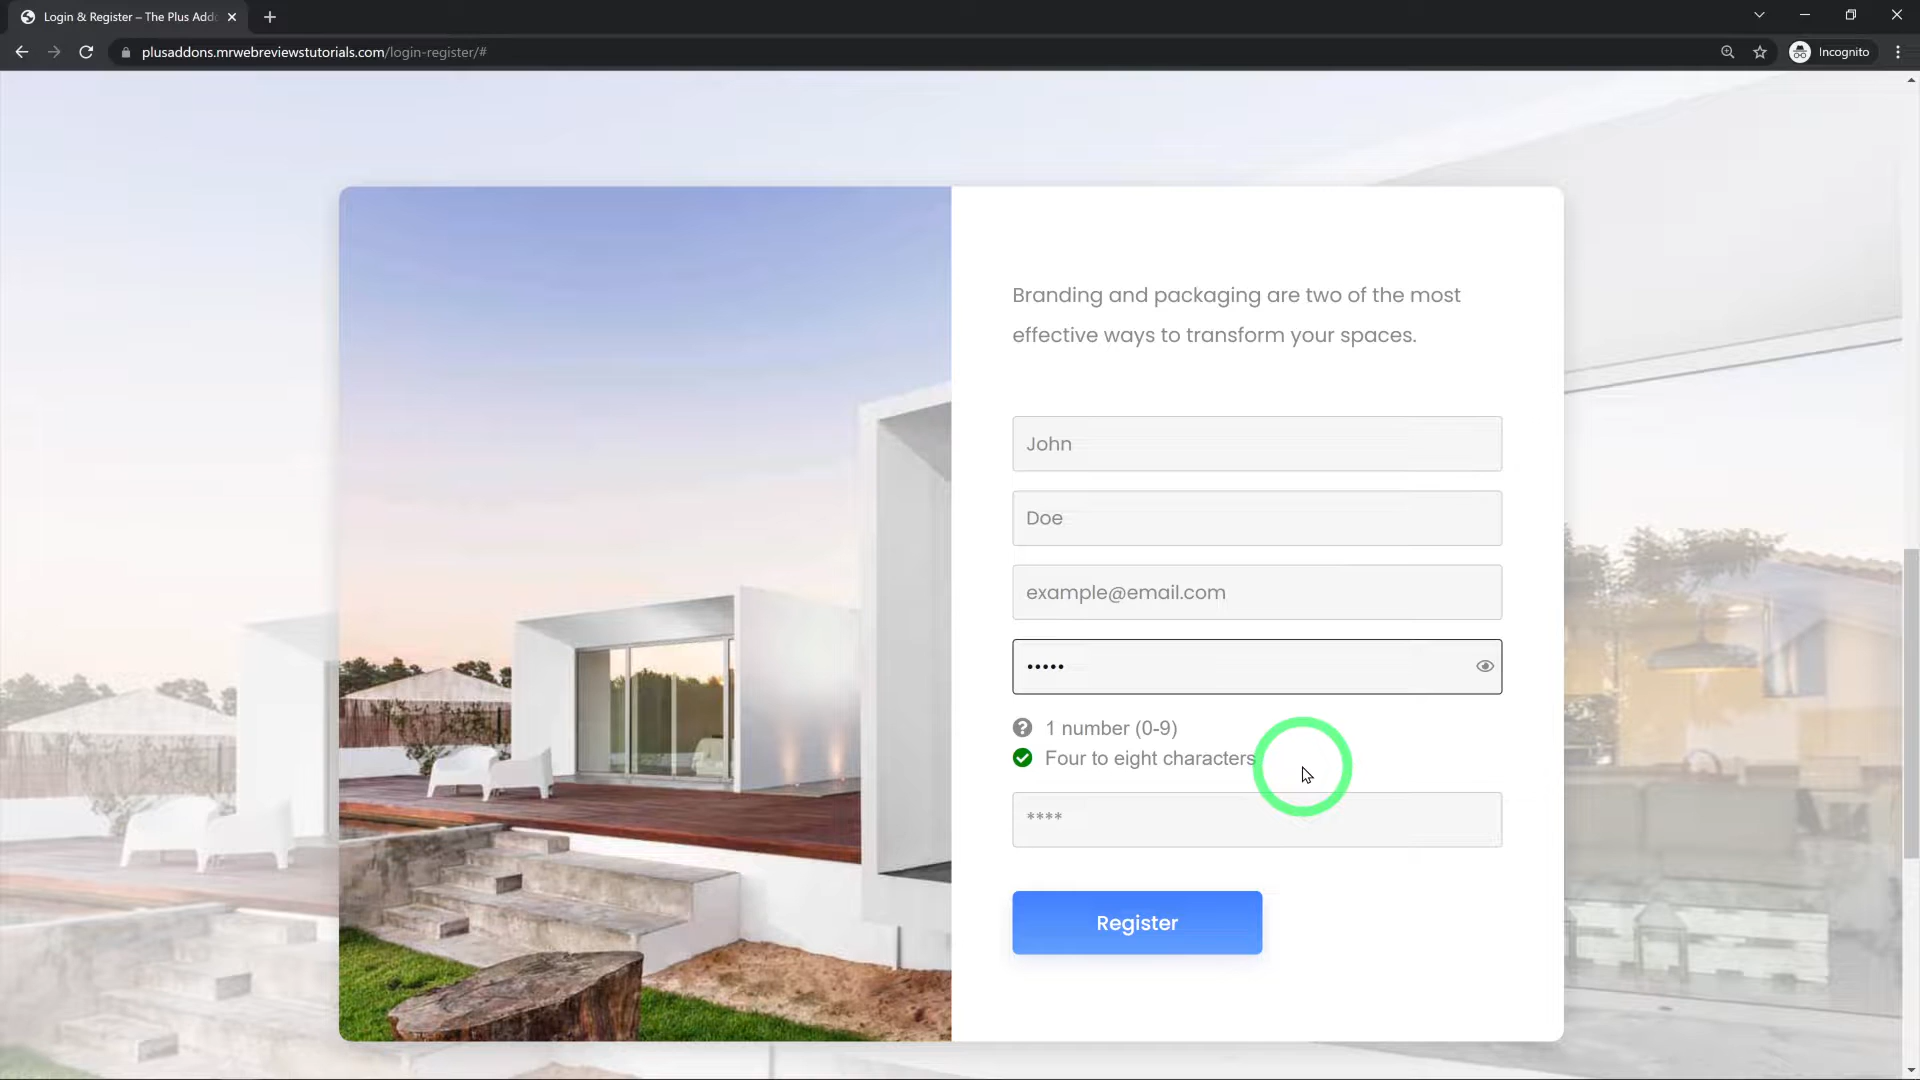 Login & Register – The Plus Add
plusaddons.mrwebreviewstutorials.com/login-register/#
Incognito
Branding and packaging are two of the most
effective ways to transform your spaces.
John
Doe
example@email.com
•••••
1 number (0-9)
Four to eight characters
****
Register